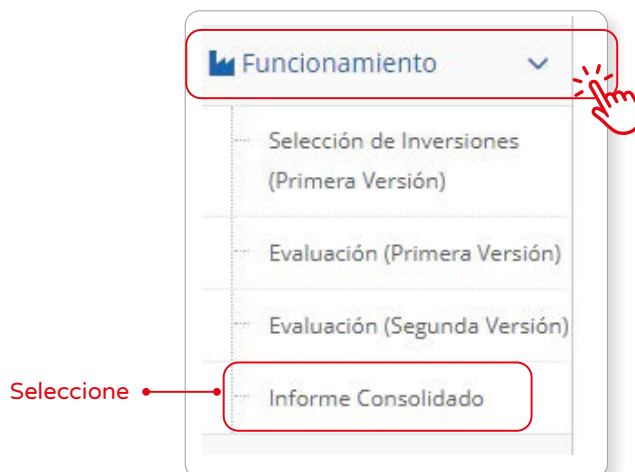 Funcionamiento
Selección de Inversiones
(Primera Versión)
Evaluación (Primera Versión)
Evaluación (Segunda Versión)
Seleccione
Informe Consolidado